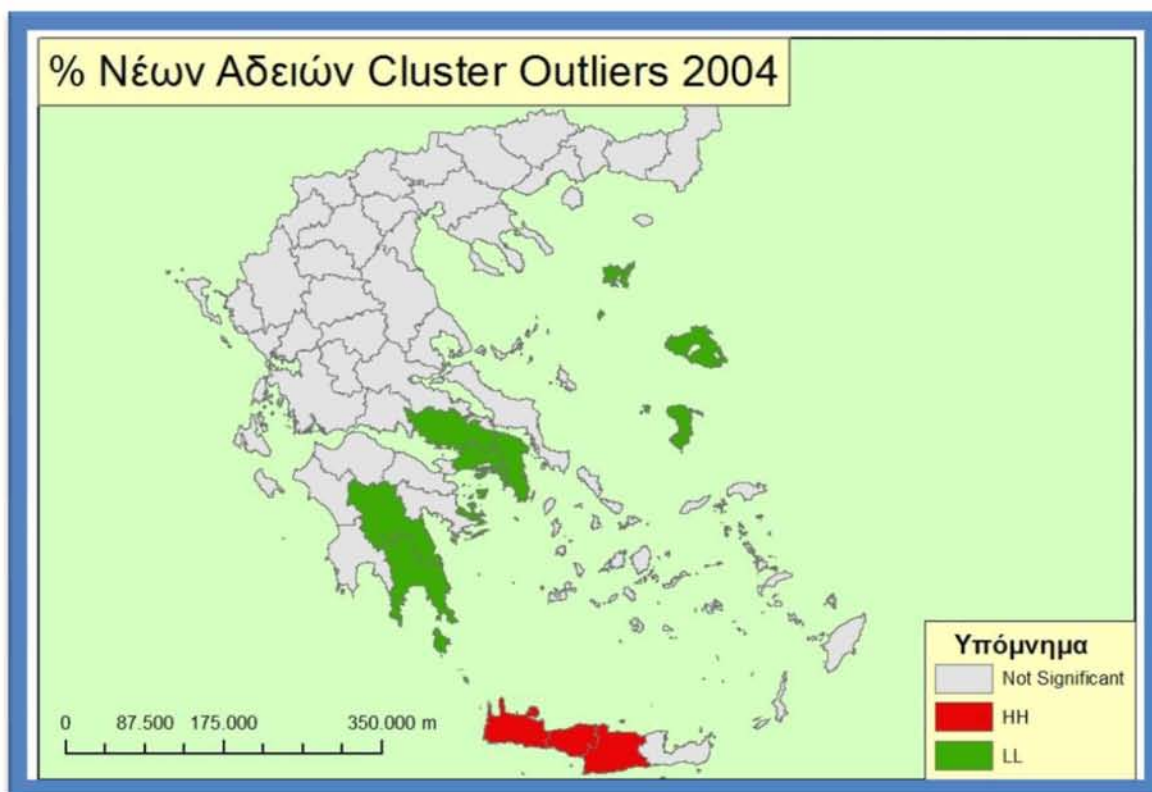 % Νέων Αδειών Cluster Outliers 2004
Υπόμνημα
Not Significant
HH
LL
0 87.500 175.000 350.000 m